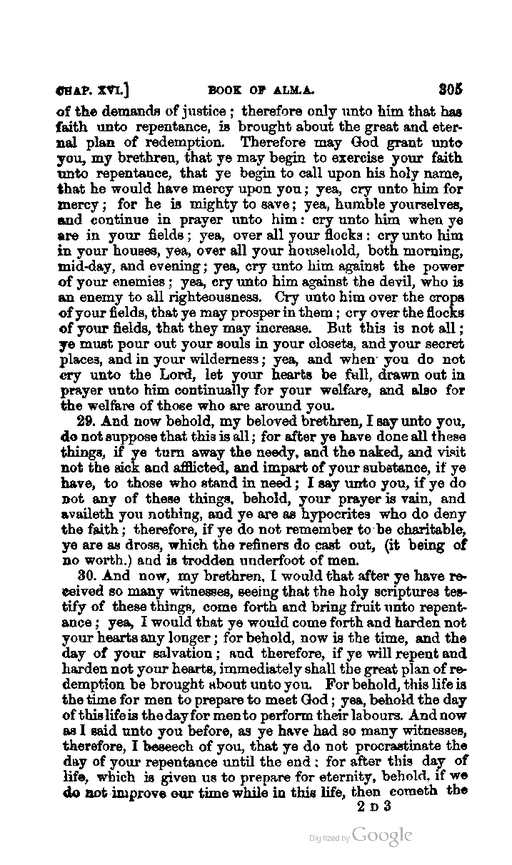 CHAP. XVI.] BOOK OF ALMA. 305
of the demands of justice; therefore only unto him that has
faith unto repentance, is brought about the great and eter-
nal plan of redemption. Therefore may God grant unto
you, my brethren, that ye may begin to exercise your faith
unto repentance, that ye begin to call upon his holy name,
that he would have mercy upon you; yea, cry unto him for
mercy; for he is mighty to save; yea, humble yourselves,
and continue in prayer unto him: cry unto him when ye
are in your fields; yea, over all your flocks: cry unto him
in your houses, yea, over all your household, both morning,
mid-day, and evening; yea, cry unto him against the power
of your enemies; yea, cry unto him against the devil, who is
an enemy to all righteousness. Cry unto him over the crops
of your fields, that ye may prosper in them; cry over the flocks
of your fields, that they may increase. But this is not all;
ye must pour out your souls in your closets, and your secret
places, and in your wilderness; yea, and when you do not
cry unto the Lord, let your hearts be full, drawn out in
prayer unto him continually for your welfare, and also for
the welfare of those who are around you.
29. And now behold, my beloved brethren, I say unto you,
do not suppose that this is all; for after ye have done all these
things, if ye turn away the needy, and the naked, and visit
not the sick and afflicted, and impart of your substance, if ye
have, to those who stand in need; I say unto you, if ye do
not any of these things, behold, your prayer is vain, and
availeth you nothing, and ye are as hypocrites who do deny
the faith; therefore, if ye do not remember to be charitable,
ye are as dross, which the refiners do cast out, (it being of
no worth.) and is trodden underfoot of men.
30. And now, my brethren, I would that after ye have re-
ceived so many witnesses, seeing that the holy scriptures tes-
tify of these things, come forth and bring fruit unto repent-
ance; yea, I would that ye would come forth and harden not
your hearts any longer; for behold, now is the time, and the
day of your salvation; and therefore, if ye will repent and
harden not your hearts, immediately shall the great plan of re-
demption be brought about unto you. For behold, this life is
the time for men to prepare to meet God; yea, behold the day
of this life is the day for men to perform their labours. And now
as I said unto you before, as ye have had so many witnesses,
therefore, I beseech of you, that ye do not procrastinate the
day of your repentance until the end; for after this day of
life, which is given us to prepare for eternity, behold, if we
do not improve our time while in this life, then cometh the
2 D 3
Digitized by Google